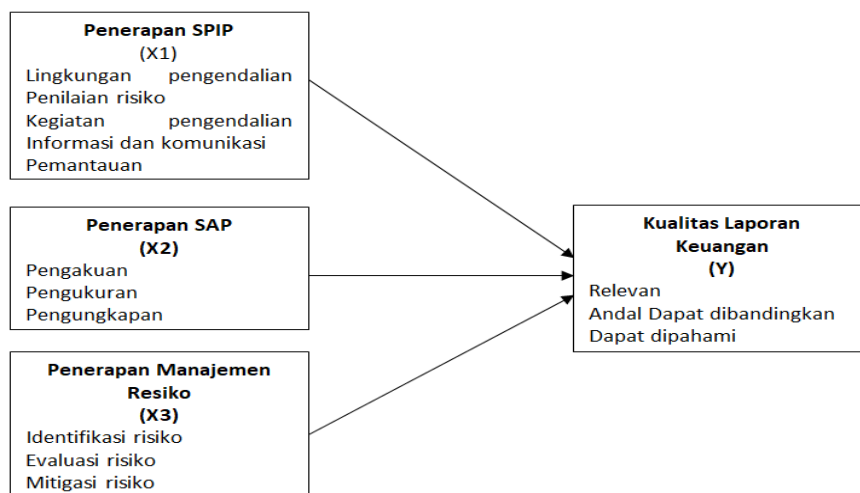 Penerapan SPIP
(X1)
Lingkungan pengendalian
Penilaian risiko
Kegiatan pengendalian
Informasi dan komunikasi
Pemantauan
Penerapan SAP
(X2)
Pengakuan
Pengukuran
Pengungkapan
Penerapan Manajemen
Resiko
(X3)
Identifikasi risiko
Evaluasi risiko
Mitigasi risiko
Kualitas Laporan
Keuangan
(Y)
Relevan
Andal Dapat dibandingkan
Dapat dipahami